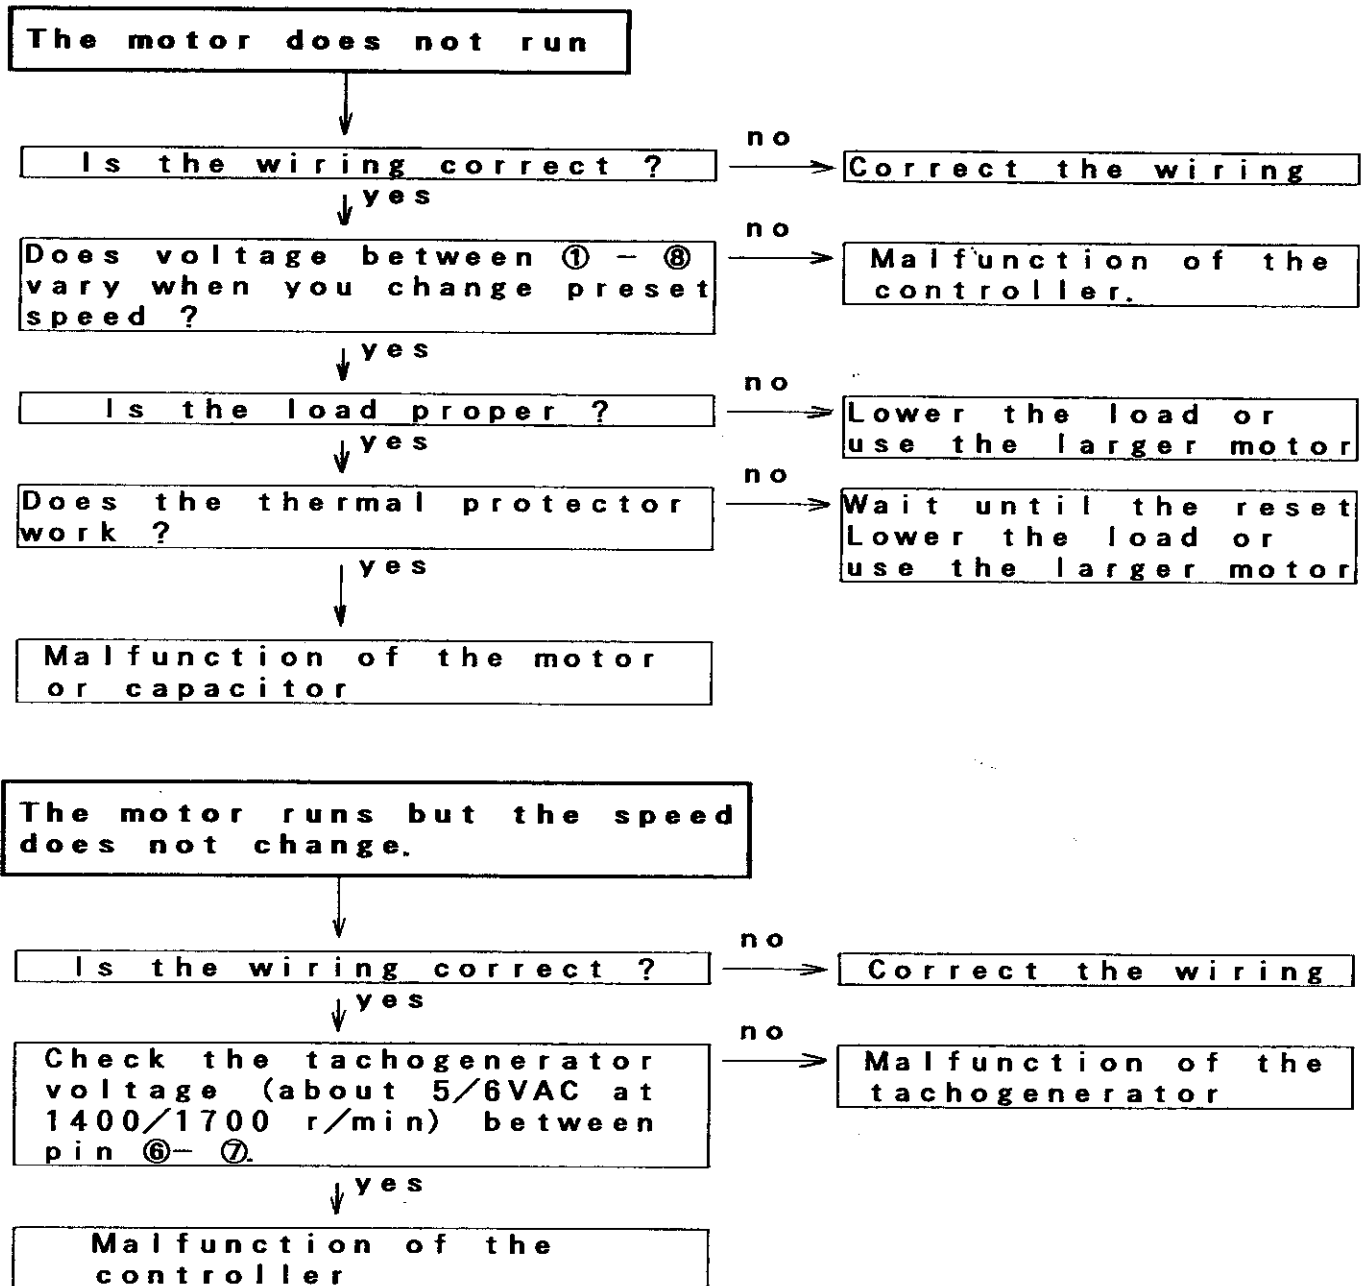 The motor does not run
no
Is the wiring correct ?
Correct the wiring
yes
no
Does voltage between ① - ⑧
vary when you change preset
speed ?
Malfunction of the
controller.
yes
no
Is the load proper ?
Lower the load or
use the larger motor
yes
no
Does the thermal protector
work ?
Wait until the reset
Lower the load or
use the larger motor
yes
Malfunction of the motor
or capacitor
The motor runs but the speed
does not change.
no
Is the wiring correct ?
Correct the wiring
yes
no
Check the tachogenerator
voltage (about 5/6VAC at
1400/1700 r/min) between
pin ⑥- ⑦.
Malfunction of the
tachogenerator
yes
Malfunction of the
controller